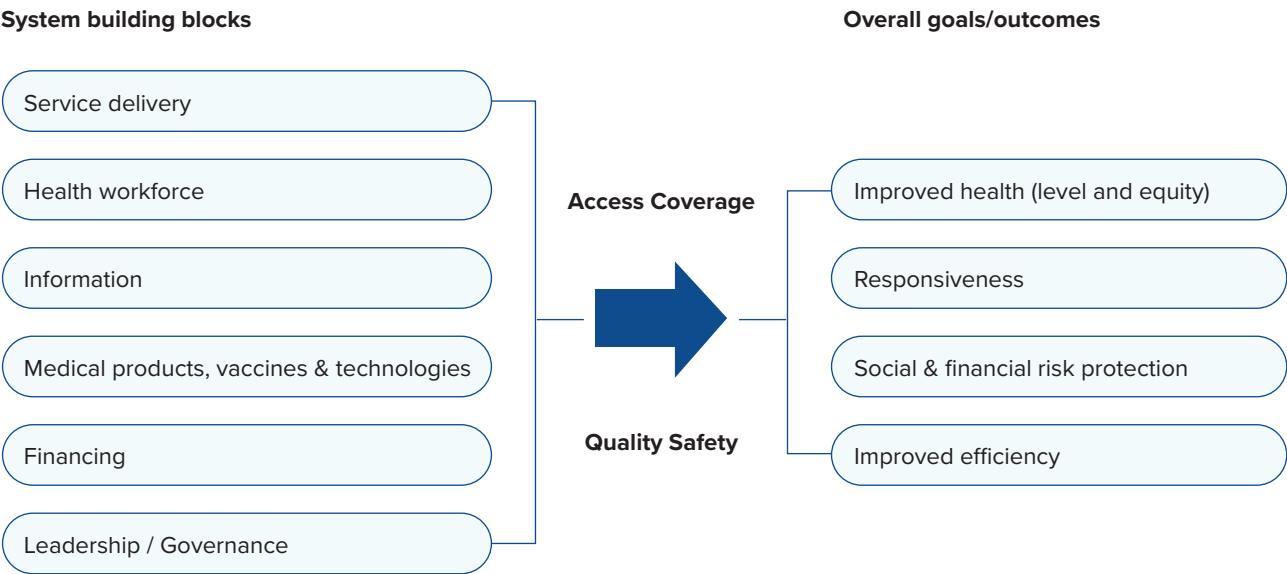 System building blocks
Service delivery
Health workforce
Information
Medical products, vaccines & technologies
Financing
Leadership / Governance
Access Coverage
Quality Safety
Overall goals/outcomes
Improved health (level and equity)
Responsiveness
Social & financial risk protection
Improved efficiency